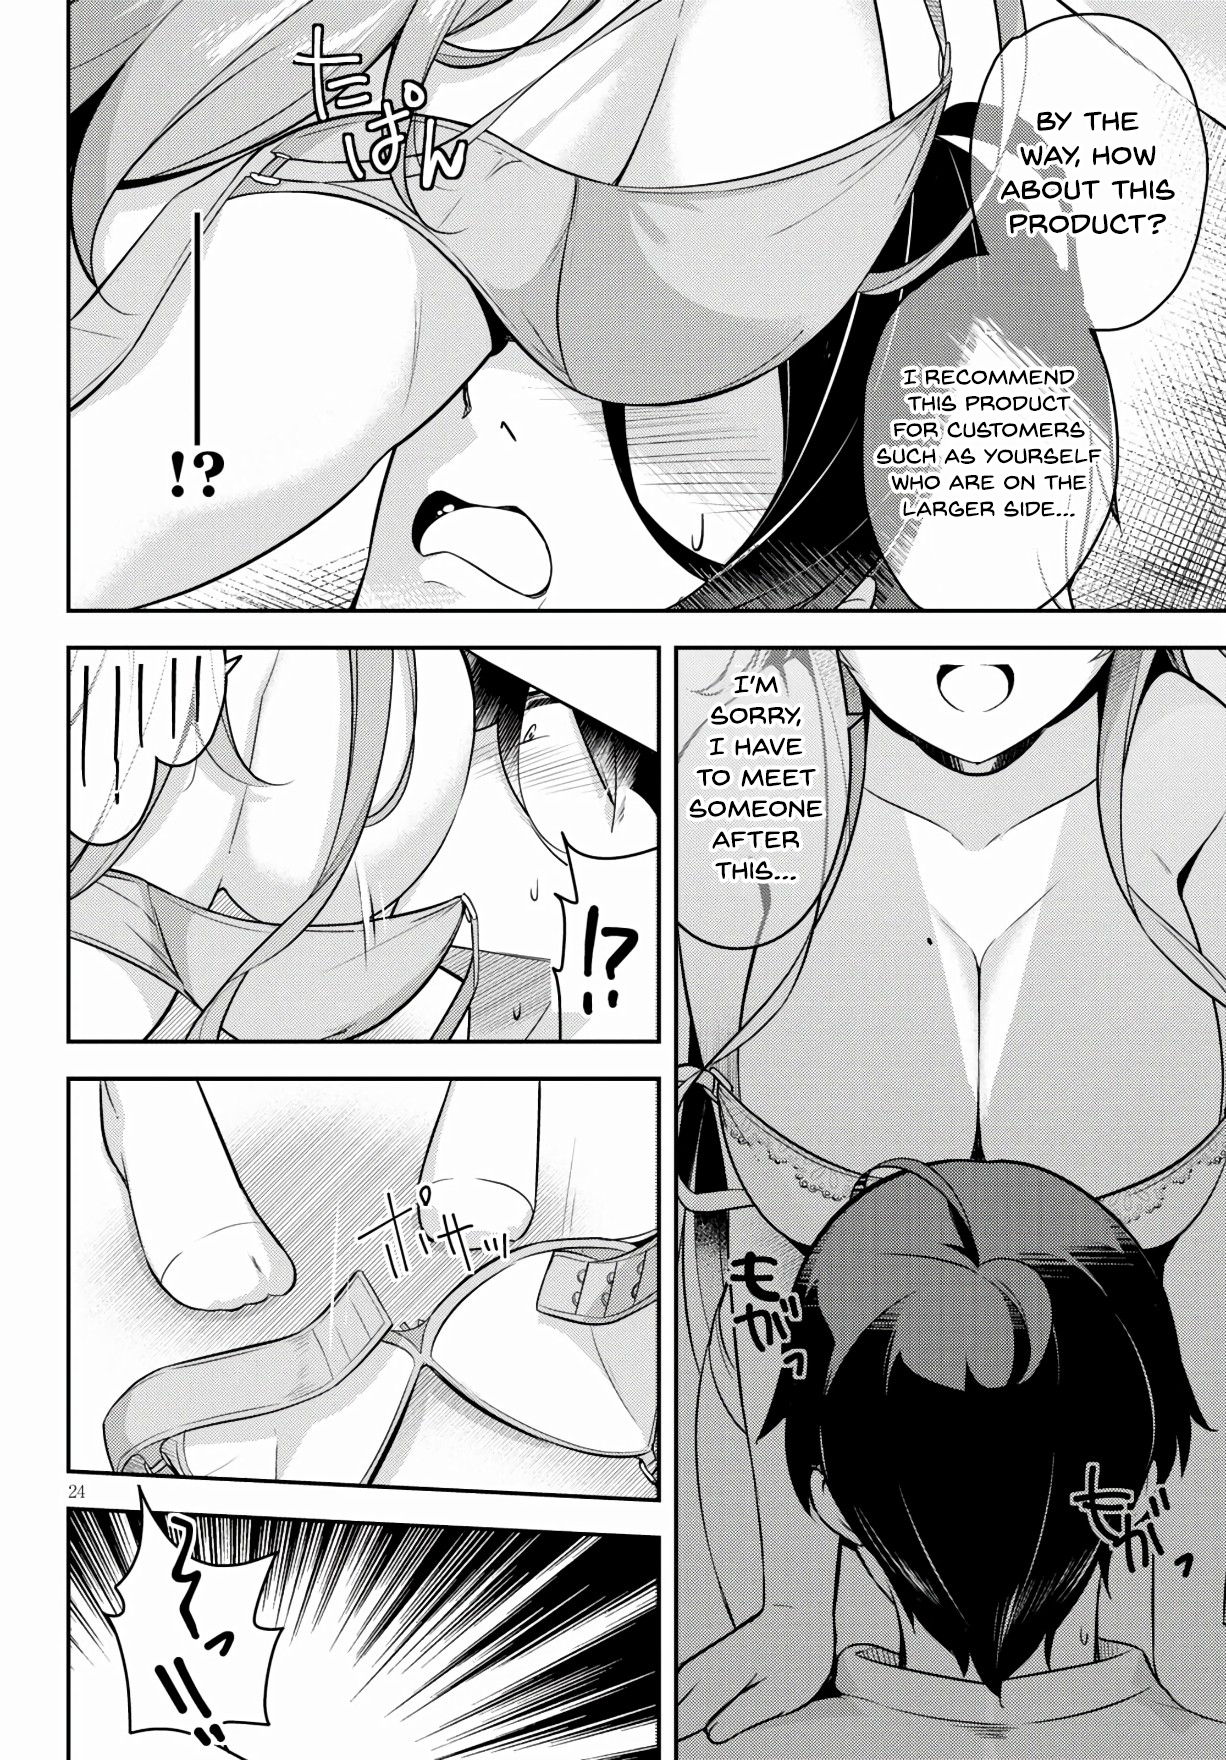 BY THE
WAY, HOW
ABOUT THIS
PRODUCT?
I RECOMMEND
THIS PRODUCT
FOR CUSTOMERS
SUCH AS YOURSELF
WHO ARE ON THE
LARGER SIDE...
たぱん
!?
I'M
SORRY,
I HAVE
TO MEET
SOMEONE
AFTER
THIS...
もがっ
もがっ
!?
ポサッ
24
〜〜っ!!